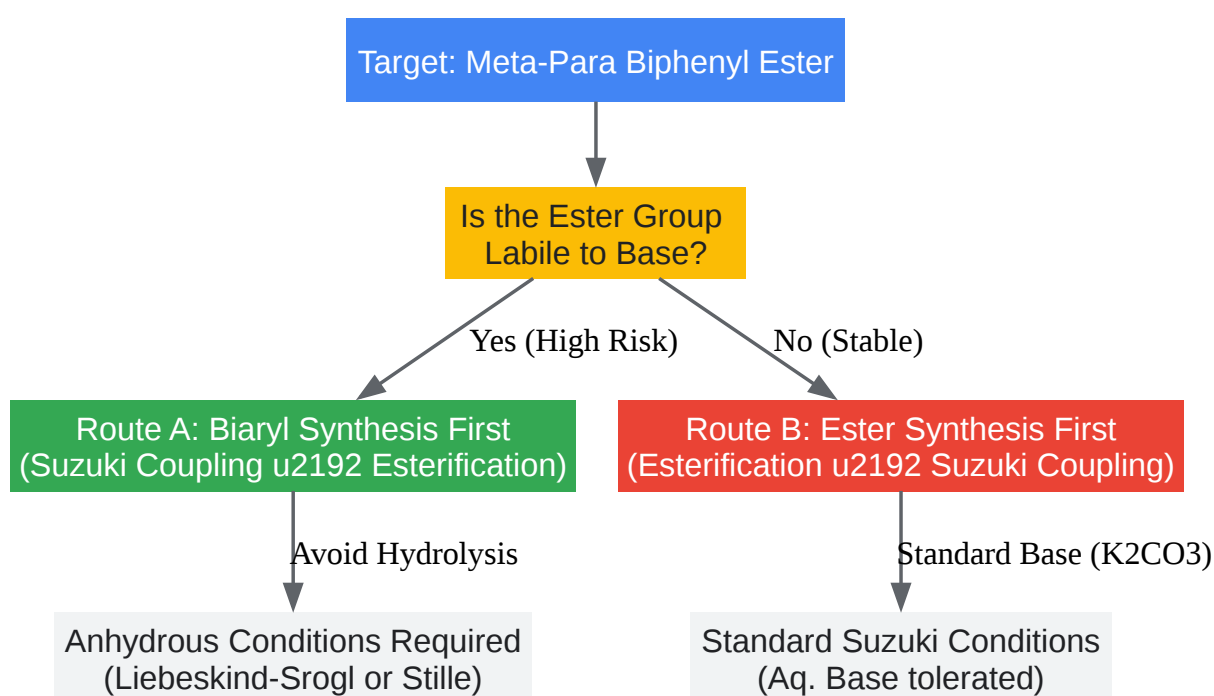 Target: Meta-Para Biphenyl Ester
Is the Ester Group
Labile to Base?
Yes (High Risk)
No (Stable)
Route A: Biaryl Synthesis First
(Suzuki Coupling u2192 Esterification)
Route B: Ester Synthesis First
(Esterification u2192 Suzuki Coupling)
Avoid Hydrolysis
Standard Base (K2CO3)
Anhydrous Conditions Required
(Liebeskind-Srogl or Stille)
Standard Suzuki Conditions
(Aq. Base tolerated)